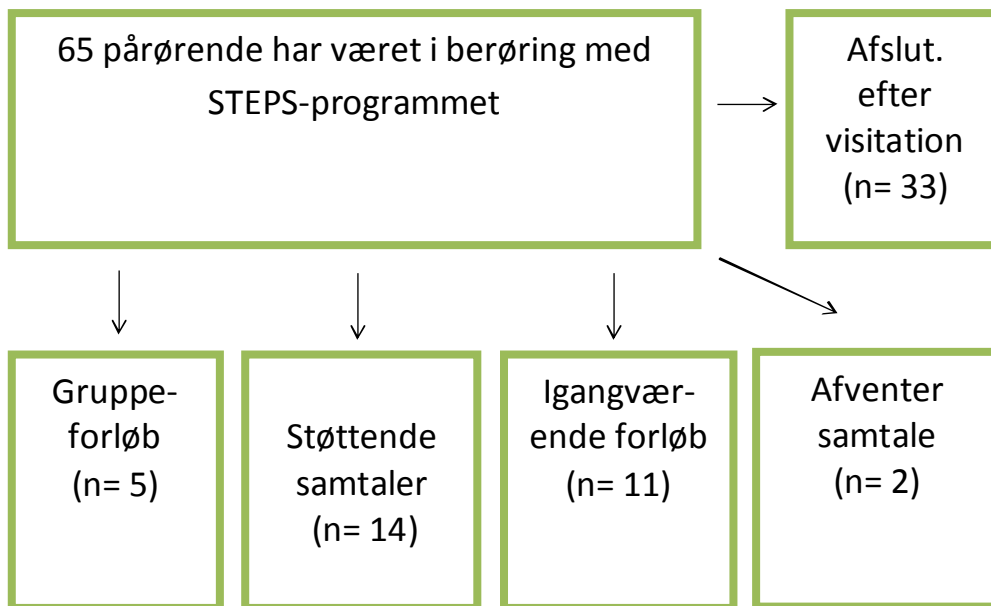 65 pårørende har været i berøring med
STEPS-programmet
Afslut.
efter
visitation
(n= 33)
Gruppe-
forløb
(n= 5)
Støttende
samtaler
(n= 14)
Igangvær-
ende forløb
(n= 11)
Afventer
samtale
(n= 2)